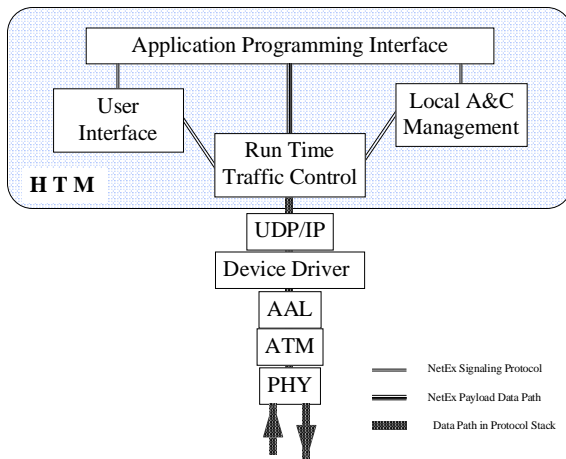 Application Programming Interface
User
Interface
Local A&C
Management
Run Time
Traffic Control
H T M
UDP/IP
Device Driver
AAL
ATM
PHY
NetEx Signaling Protocol
NetEx Payload Data Path
Data Path in Protocol Stack